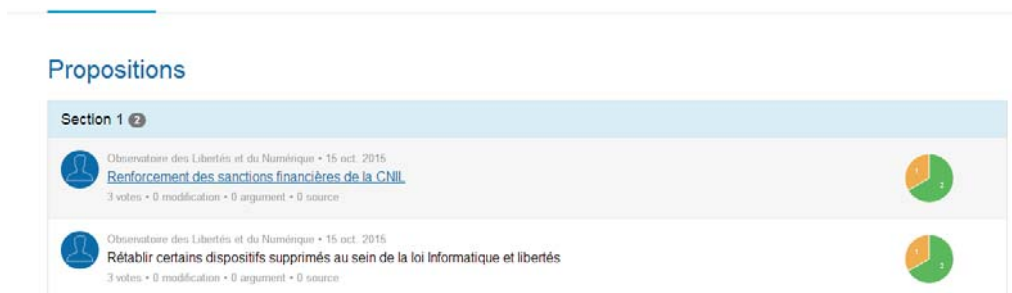 Propositions
Section 1 2
Observatoire des Libertés et du Numérique • 15 oct. 2015
Renforcement des sanctions financières de la CNIL
3 votes • 0 modification • 0 argument • 0 source
1
2
Observatoire des Libertés et du Numérique • 15 oct. 2015
Rétablir certains dispositifs supprimés au sein de la loi Informatique et libertés
3 votes • 0 modification • 0 argument • 0 source
1
2